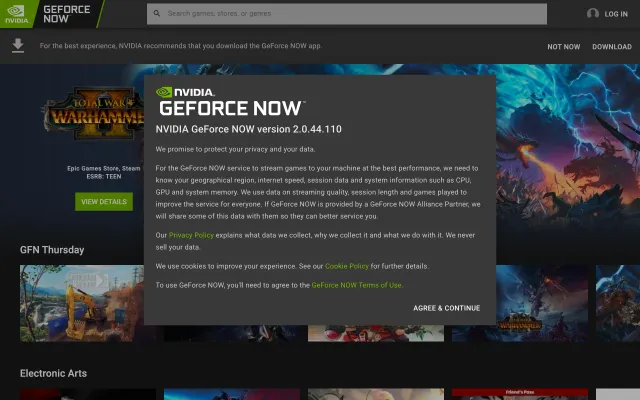 NVIDIA.
GEFORCE
NOW
Search games, stores, or genres
LOG IN
For the best experience, NVIDIA recommends that you download the GeForce NOW app.
NOT NOW
DOWNLOAD
TOTAL WAR
WARHAMMER
II
Epic Games Store, Steam
ESRB: TEEN
VIEW DETAILS
NVIDIA.
GEFORCE NOW™
NVIDIA GeForce NOW version 2.0.44.110
We promise to protect your privacy and your data.
For the GeForce NOW service to stream games to your machine at the best performance, we need to
know your geographical region, internet speed, session data and system information such as CPU,
GPU and system memory. We use data on streaming quality, session length and games played to
improve the service for everyone. If GeForce NOW is provided by a GeForce NOW Alliance Partner, we
will share some of this data with them so they can better service you.
Our Privacy Policy explains what data we collect, why we collect it and what we do with it. We never
sell your data.
We use cookies to improve your experience. See our Cookie Policy for further details.
To use GeForce NOW, you'll need to agree to the GeForce NOW Terms of Use.
AGREE & CONTINUE
GFN Thursday
WARHAMMER
Electronic Arts
Friend's Pass